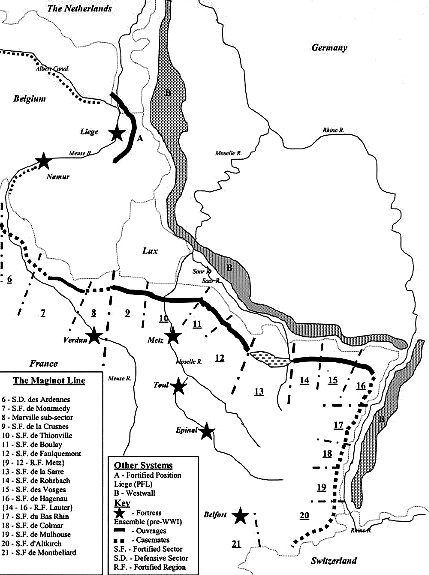 The Netherlands
Germany
Albert Canal
Belgium
B
Liege
A
Meuse R.
Moselle R.
Rhine R.
Namur
Lux
Saar R.
Saar R.
B
6
7
8
9
10
11
12
13
14
15
16
Verdun
Metz
France
Meuse R.
Moselle R.
Toul
Epinal
B
17
18
19
20
21
Belfort
Rhine R.
Switzerland
The Maginot Line
6 - S.D. des Ardennes
7 - S.F. de Montmedy
8 - Marville sub-sector
9 - S.F. de la Crusnes
10 - S.F. de Thionville
11 - S.F. de Boulay
12 - S.F. de Faulquemont
(9 - 12 - R.F. Metz)
13 - S.F. de la Sarre
14 - S.F. de Rohrbach
15 - S.F. des Vosges
16 - S.F. de Hagenau
(14 - 16 - R.F. Lauter)
17 - S.F. du Bas Rhin
18 - S.F. de Colmar
19 - S.F. de Mulhouse
20 - S.F. d'Altkirch
21 - S.F. de Montbeliard
Other Systems
A - Fortified Position
Liege (PFL)
B - Westwall
Key
- Fortress
Ensemble (pre-WWI)
- Ouvrages
- Casemates
S.F. - Fortified Sector
S.D. - Defensive Sector
R.F. - Fortified Region